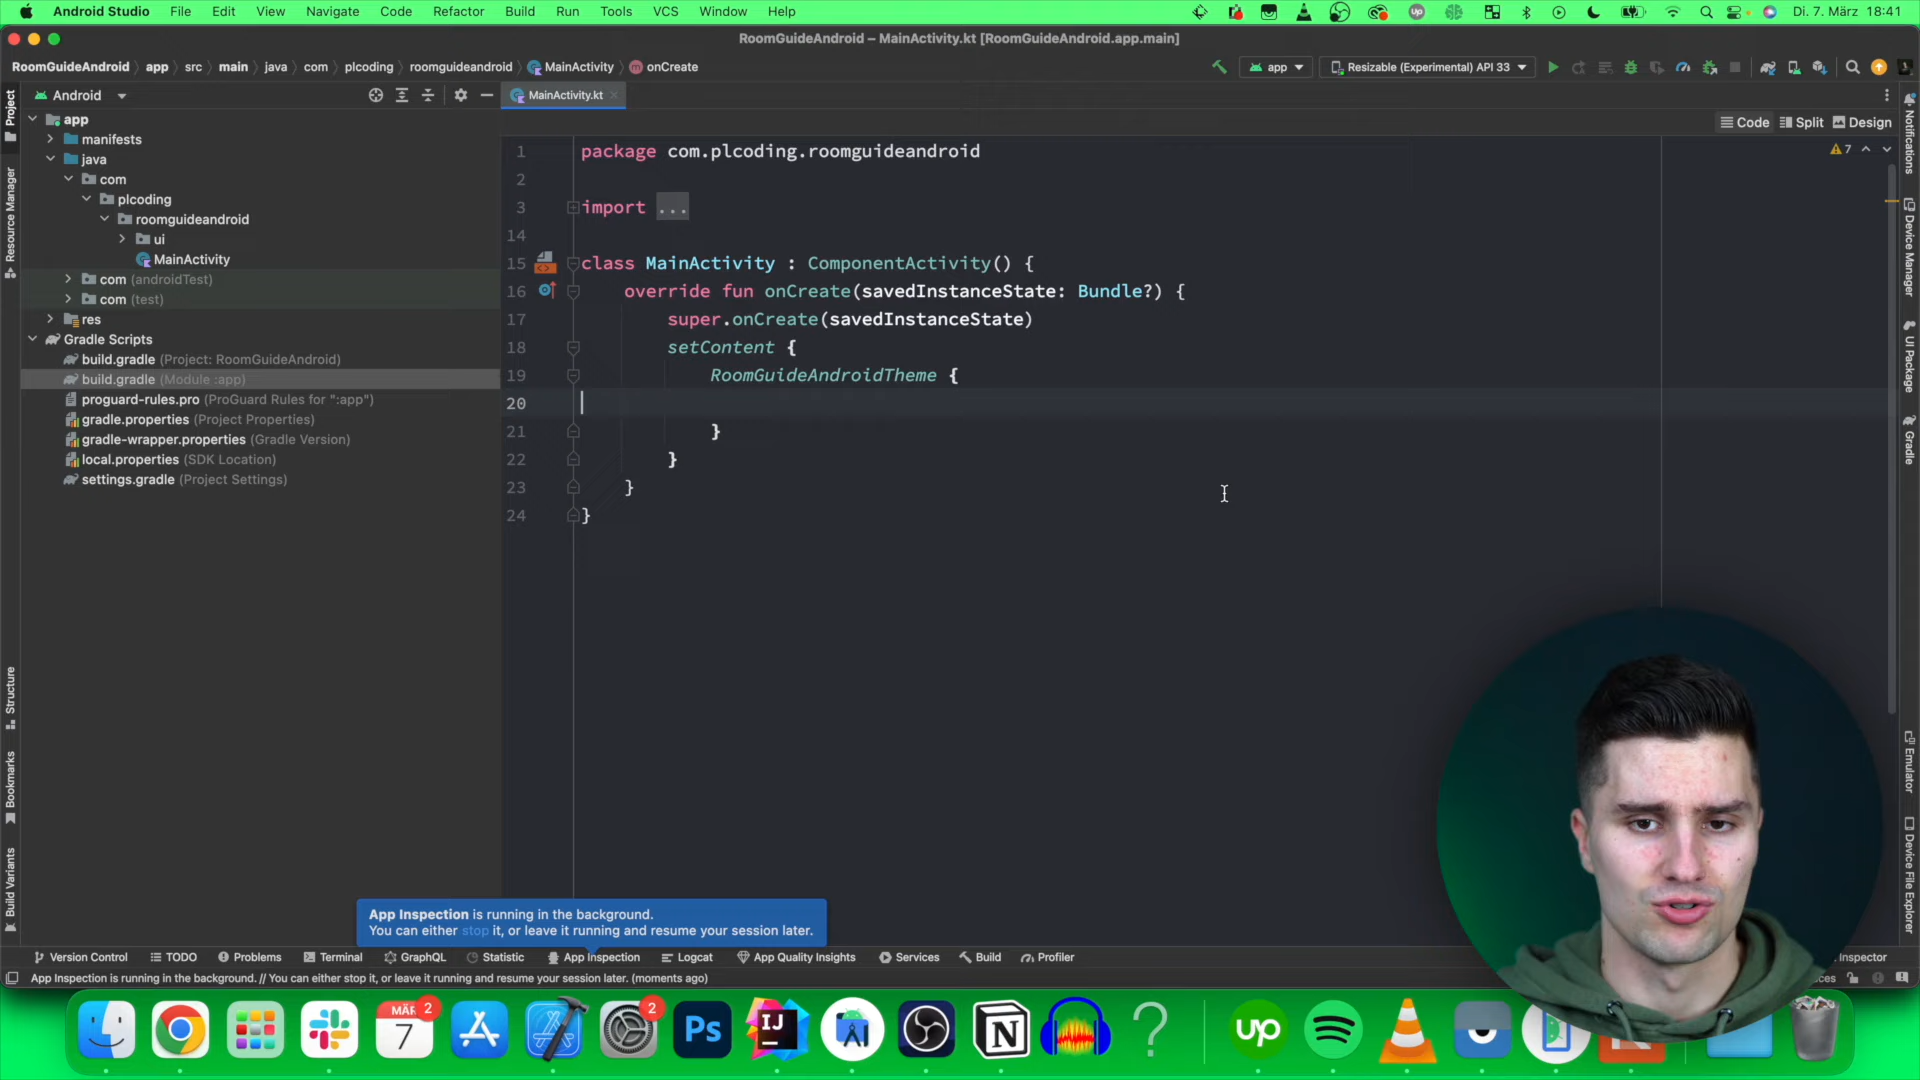 Android Studio File Edit View Navigate Code Refactor Build Run Tools VCS Window Help Di. 7. März 18:41
RoomGuideAndroid – MainActivity.kt [RoomGuideAndroid.app.main]
RoomGuideAndroid app src main java com plcoding roomguideandroid MainActivity onCreate app Resizable (Experimental) API 33
Project
Resource Manager
Structure
Bookmarks
Build Variants
Android
app
manifests
java
com
plcoding
roomguideandroid
ui
MainActivity
com (androidTest)
com (test)
res
Gradle Scripts
build.gradle (Project: RoomGuideAndroid)
build.gradle (Module :app)
proguard-rules.pro (ProGuard Rules for ":app")
gradle.properties (Project Properties)
gradle-wrapper.properties (Gradle Version)
local.properties (SDK Location)
settings.gradle (Project Settings)
MainActivity.kt
Code Split Design
7
1 package com.plcoding.roomguideandroid
2
3 import ...
14
15 class MainActivity : ComponentActivity() {
16 override fun onCreate(savedInstanceState: Bundle?) {
17 super.onCreate(savedInstanceState)
18 setContent {
19 RoomGuideAndroidTheme {
20
21 }
22 }
23 }
24 }
Notifications
Device Manager
UI Package
Gradle
Emulator
Device File Explorer
App Inspection is running in the background.
You can either stop it, or leave it running and resume your session later.
Version Control TODO Problems Terminal GraphQL Statistic App Inspection Logcat App Quality Insights Services Build Profiler Inspector
App Inspection is running in the background. // You can either stop it, or leave it running and resume your session later. (moments ago)
MÄR 2
7
2
Ps
IJ
N
?
up